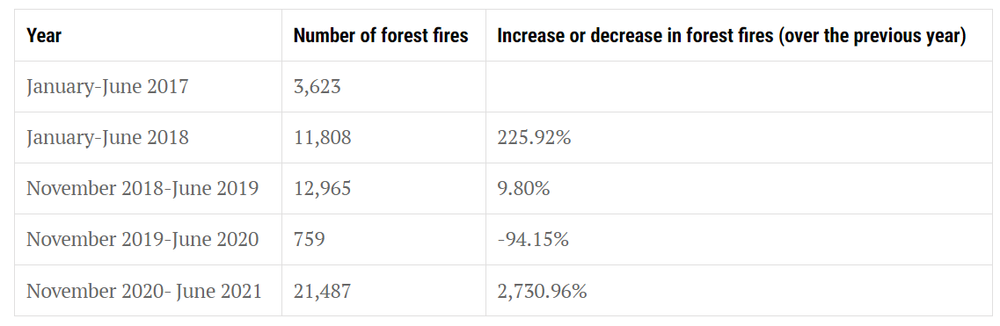 Year Number of forest fires Increase or decrease in forest fires (over the previous year)
January-June 2017 3,623
January-June 2018 11,808 225.92%
November 2018-June 2019 12,965 9.80%
November 2019-June 2020 759 -94.15%
November 2020- June 2021 21,487 2,730.96%